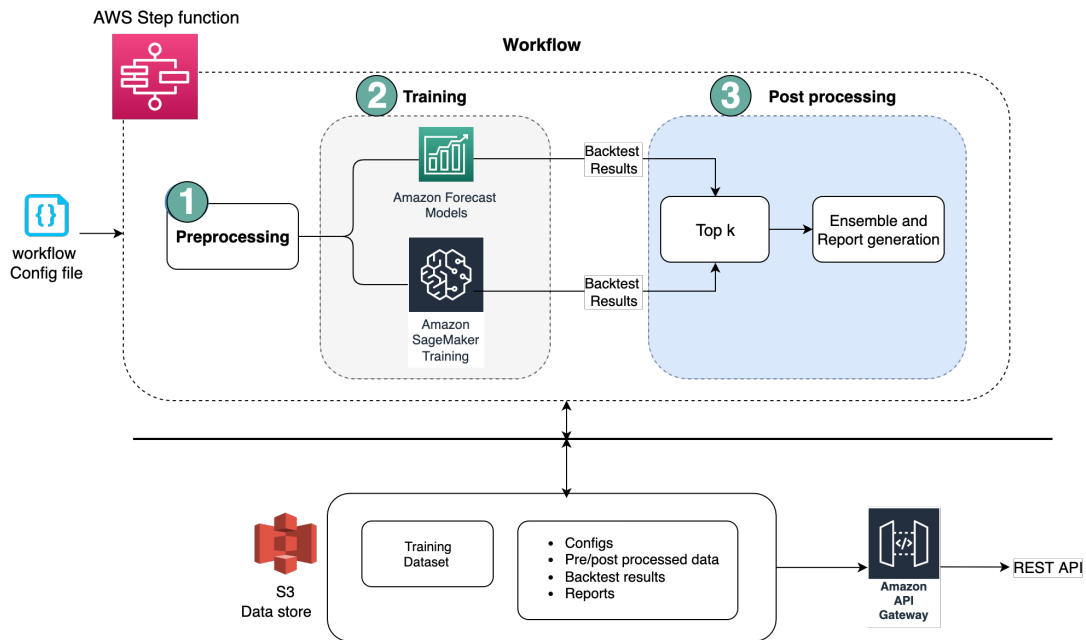 AWS Step function
Workflow
2 Training
3 Post processing
Backtest
Results
1
Preprocessing
Amazon Forecast
Models
workflow
Config file
Top k
Ensemble and
Report generation
Backtest
Results
Amazon
SageMaker
Training
S3
Data store
Training
Dataset
• Configs
• Pre/post processed data
• Backtest results
• Reports
Amazon
API
Gateway
REST API